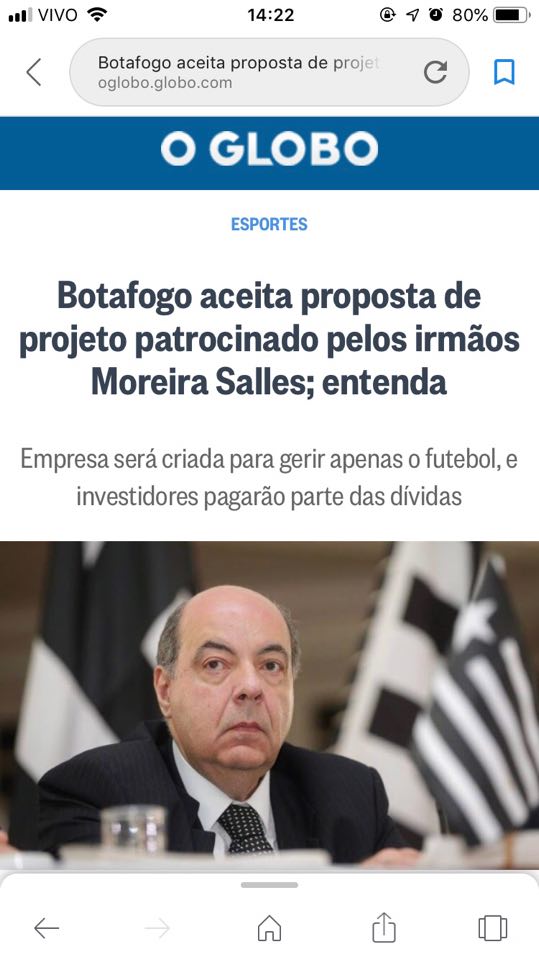 VIVO 14:22 80%
Botafogo aceita proposta de projet
oglobo.globo.com
O GLOBO
ESPORTES
Botafogo aceita proposta de
projeto patrocinado pelos irmãos
Moreira Salles; entenda
Empresa será criada para gerir apenas o futebol, e
investidores pagarão parte das dívidas